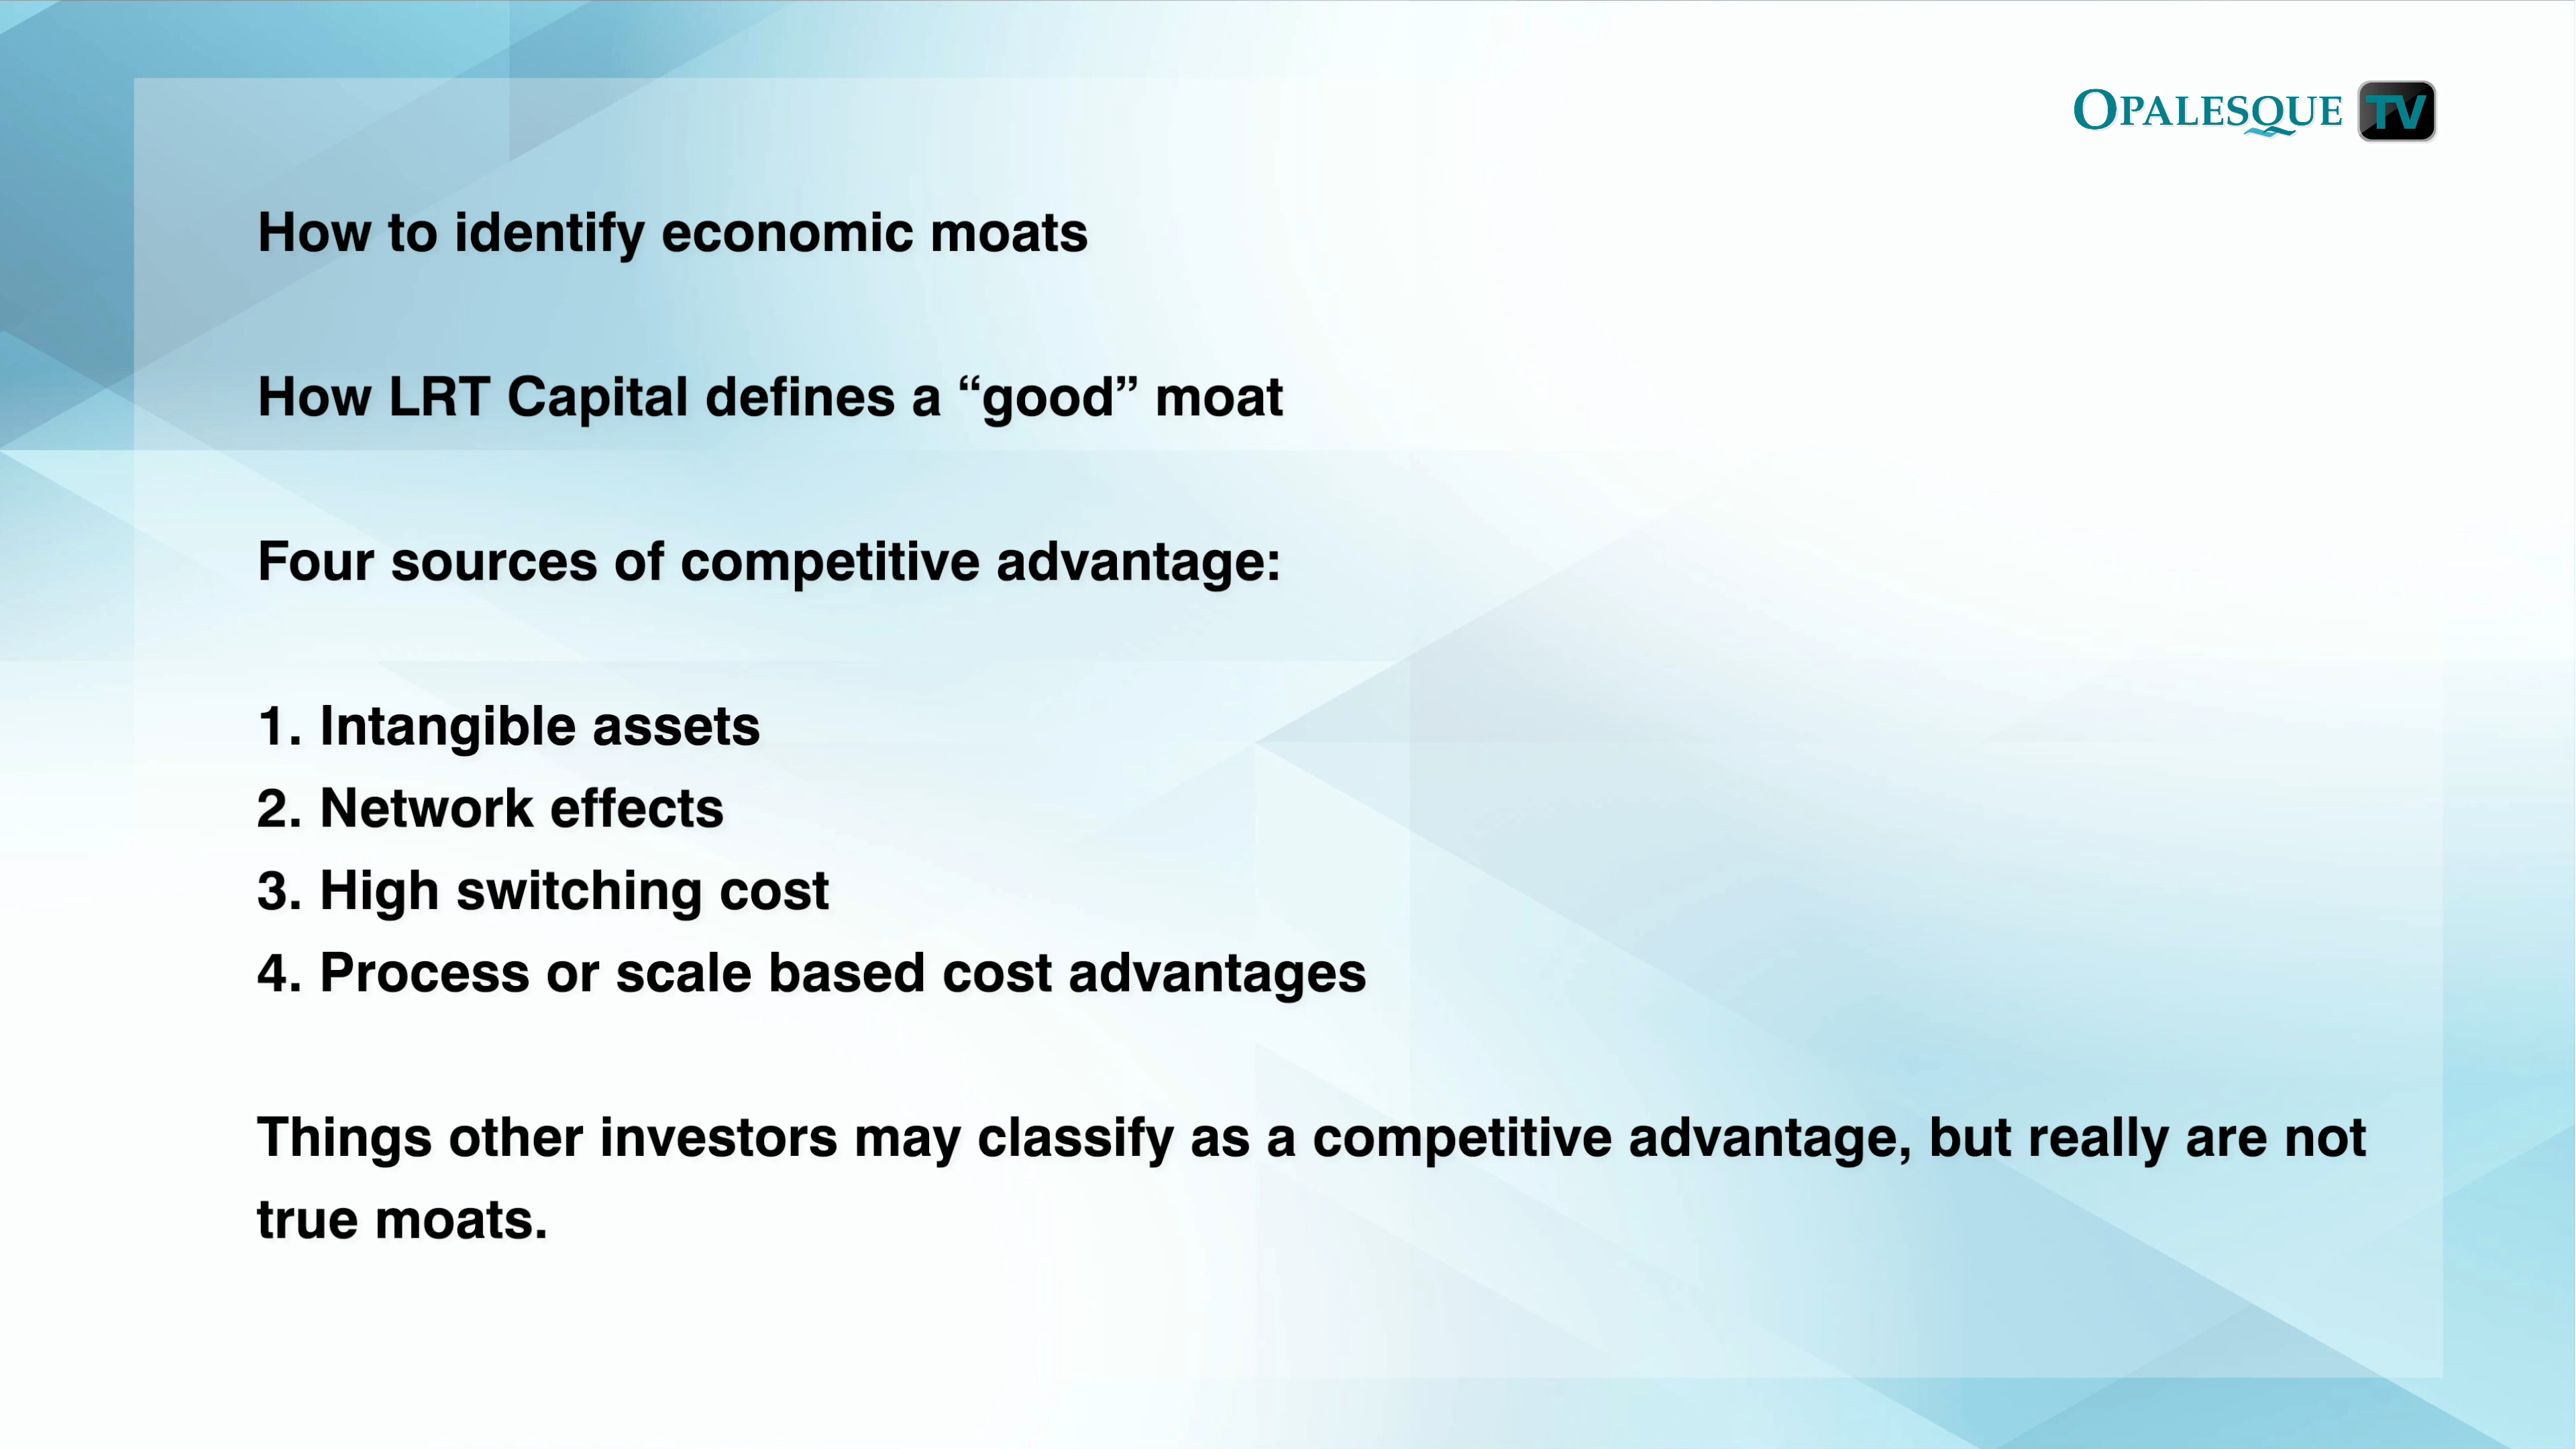 OPALESQUE TV
How to identify economic moats
How LRT Capital defines a “good” moat
Four sources of competitive advantage:
1. Intangible assets
2. Network effects
3. High switching cost
4. Process or scale based cost advantages
Things other investors may classify as a competitive advantage, but really are not
true moats.